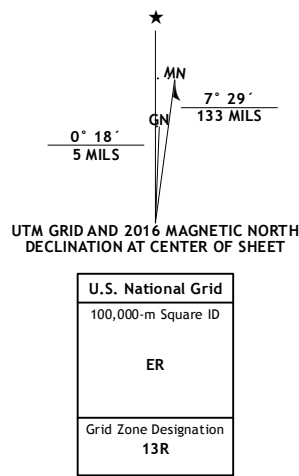 ★
MN
7° 29´
133 MILS
GN
0° 18´
5 MILS
UTM GRID AND 2016 MAGNETIC NORTH
DECLINATION AT CENTER OF SHEET
U.S. National Grid
100,000-m Square ID
ER
Grid Zone Designation
13R